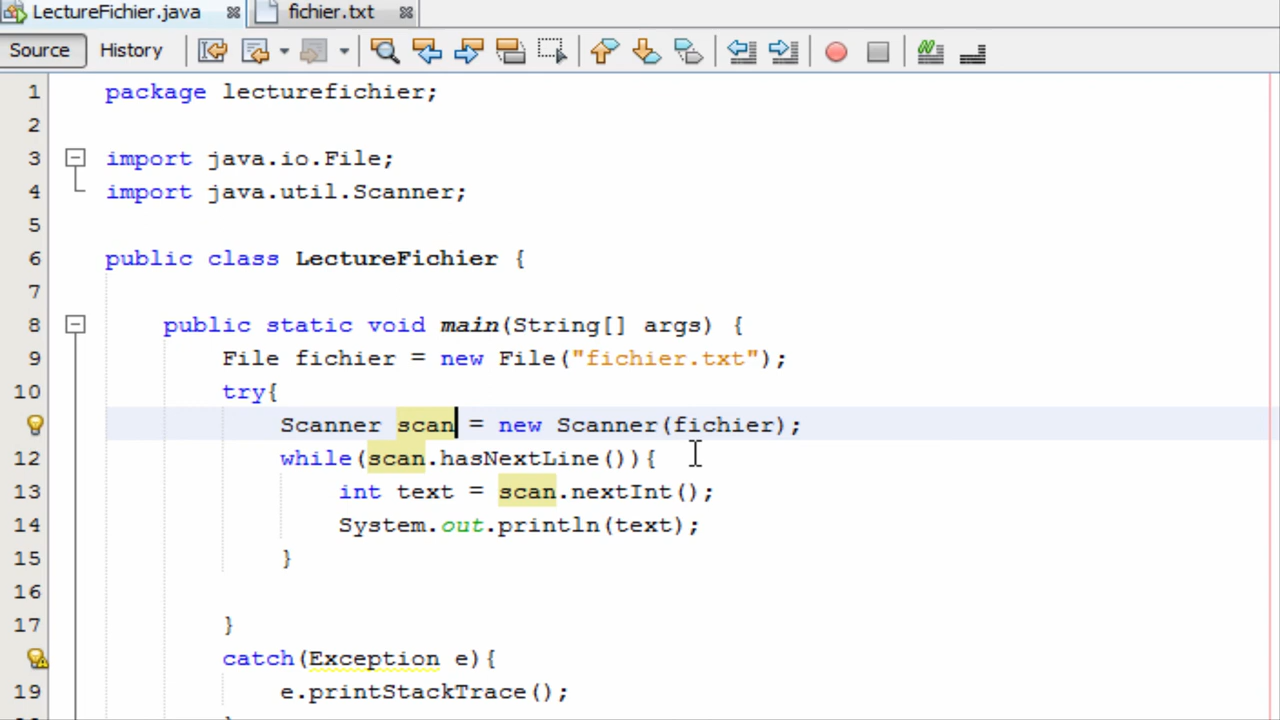 LectureFichier.java fichier.txt
Source History
1 package lecturefichier;
2
3 import java.io.File;
4 import java.util.Scanner;
5
6 public class LectureFichier {
7
8 public static void main(String[] args) {
9 File fichier = new File("fichier.txt");
10 try{
Scanner scan = new Scanner(fichier);
12 while(scan.hasNextLine()){
13 int text = scan.nextInt();
14 System.out.println(text);
15 }
16
17 }
catch(Exception e){
19 e.printStackTrace();